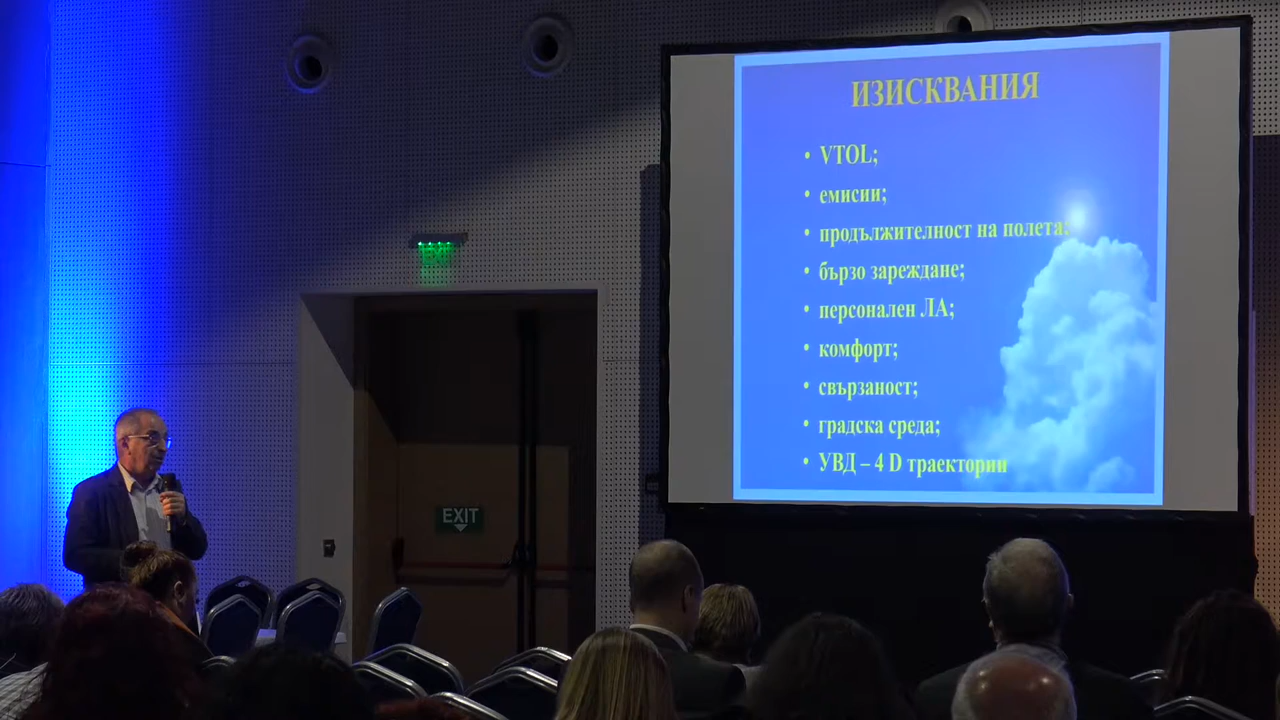 ИЗИСКВАНИЯ
• VTOL;
• емисии;
• продължителност на полета;
• бързо зареждане;
• персонален ЛА;
• комфорт;
• свързаност;
• градска среда;
• УВД – 4 D траектории
EXIT
EXIT